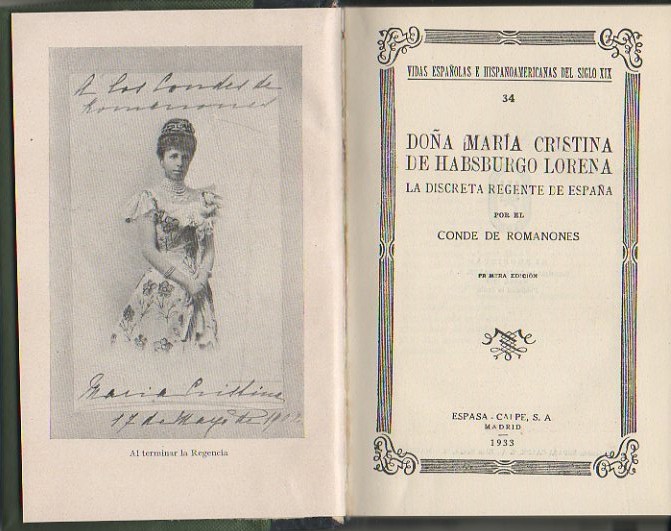 A los Condes de
Romanones
Maria Cristina
17 de Mayo de 1902
Al terminar la Regencia
VIDAS ESPAÑOLAS E HISPANOAMERICANAS DEL SIGLO XIX
34
DOÑA MARÍA CRISTINA
DE HABSBURGO LORENA
LA DISCRETA REGENTE DE ESPAÑA
POR EL
CONDE DE ROMANONES
PRIMERA EDICIÓN
ESPASA-CALPE, S. A.
MADRID
1933